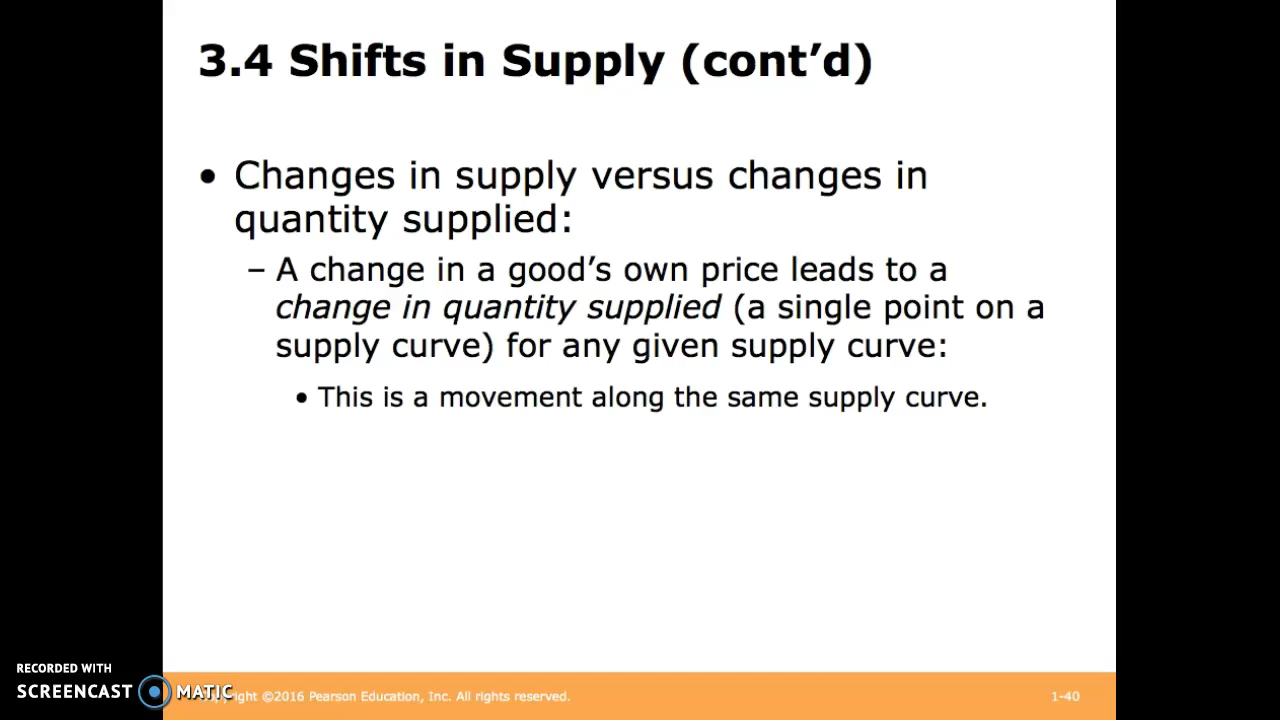 3.4 Shifts in Supply (cont’d)
• Changes in supply versus changes in
quantity supplied:
– A change in a good’s own price leads to a
change in quantity supplied (a single point on a
supply curve) for any given supply curve:
• This is a movement along the same supply curve.
RECORDED WITH
SCREENCAST MATIC
©2016 Pearson Education, Inc. All rights reserved.
1-40